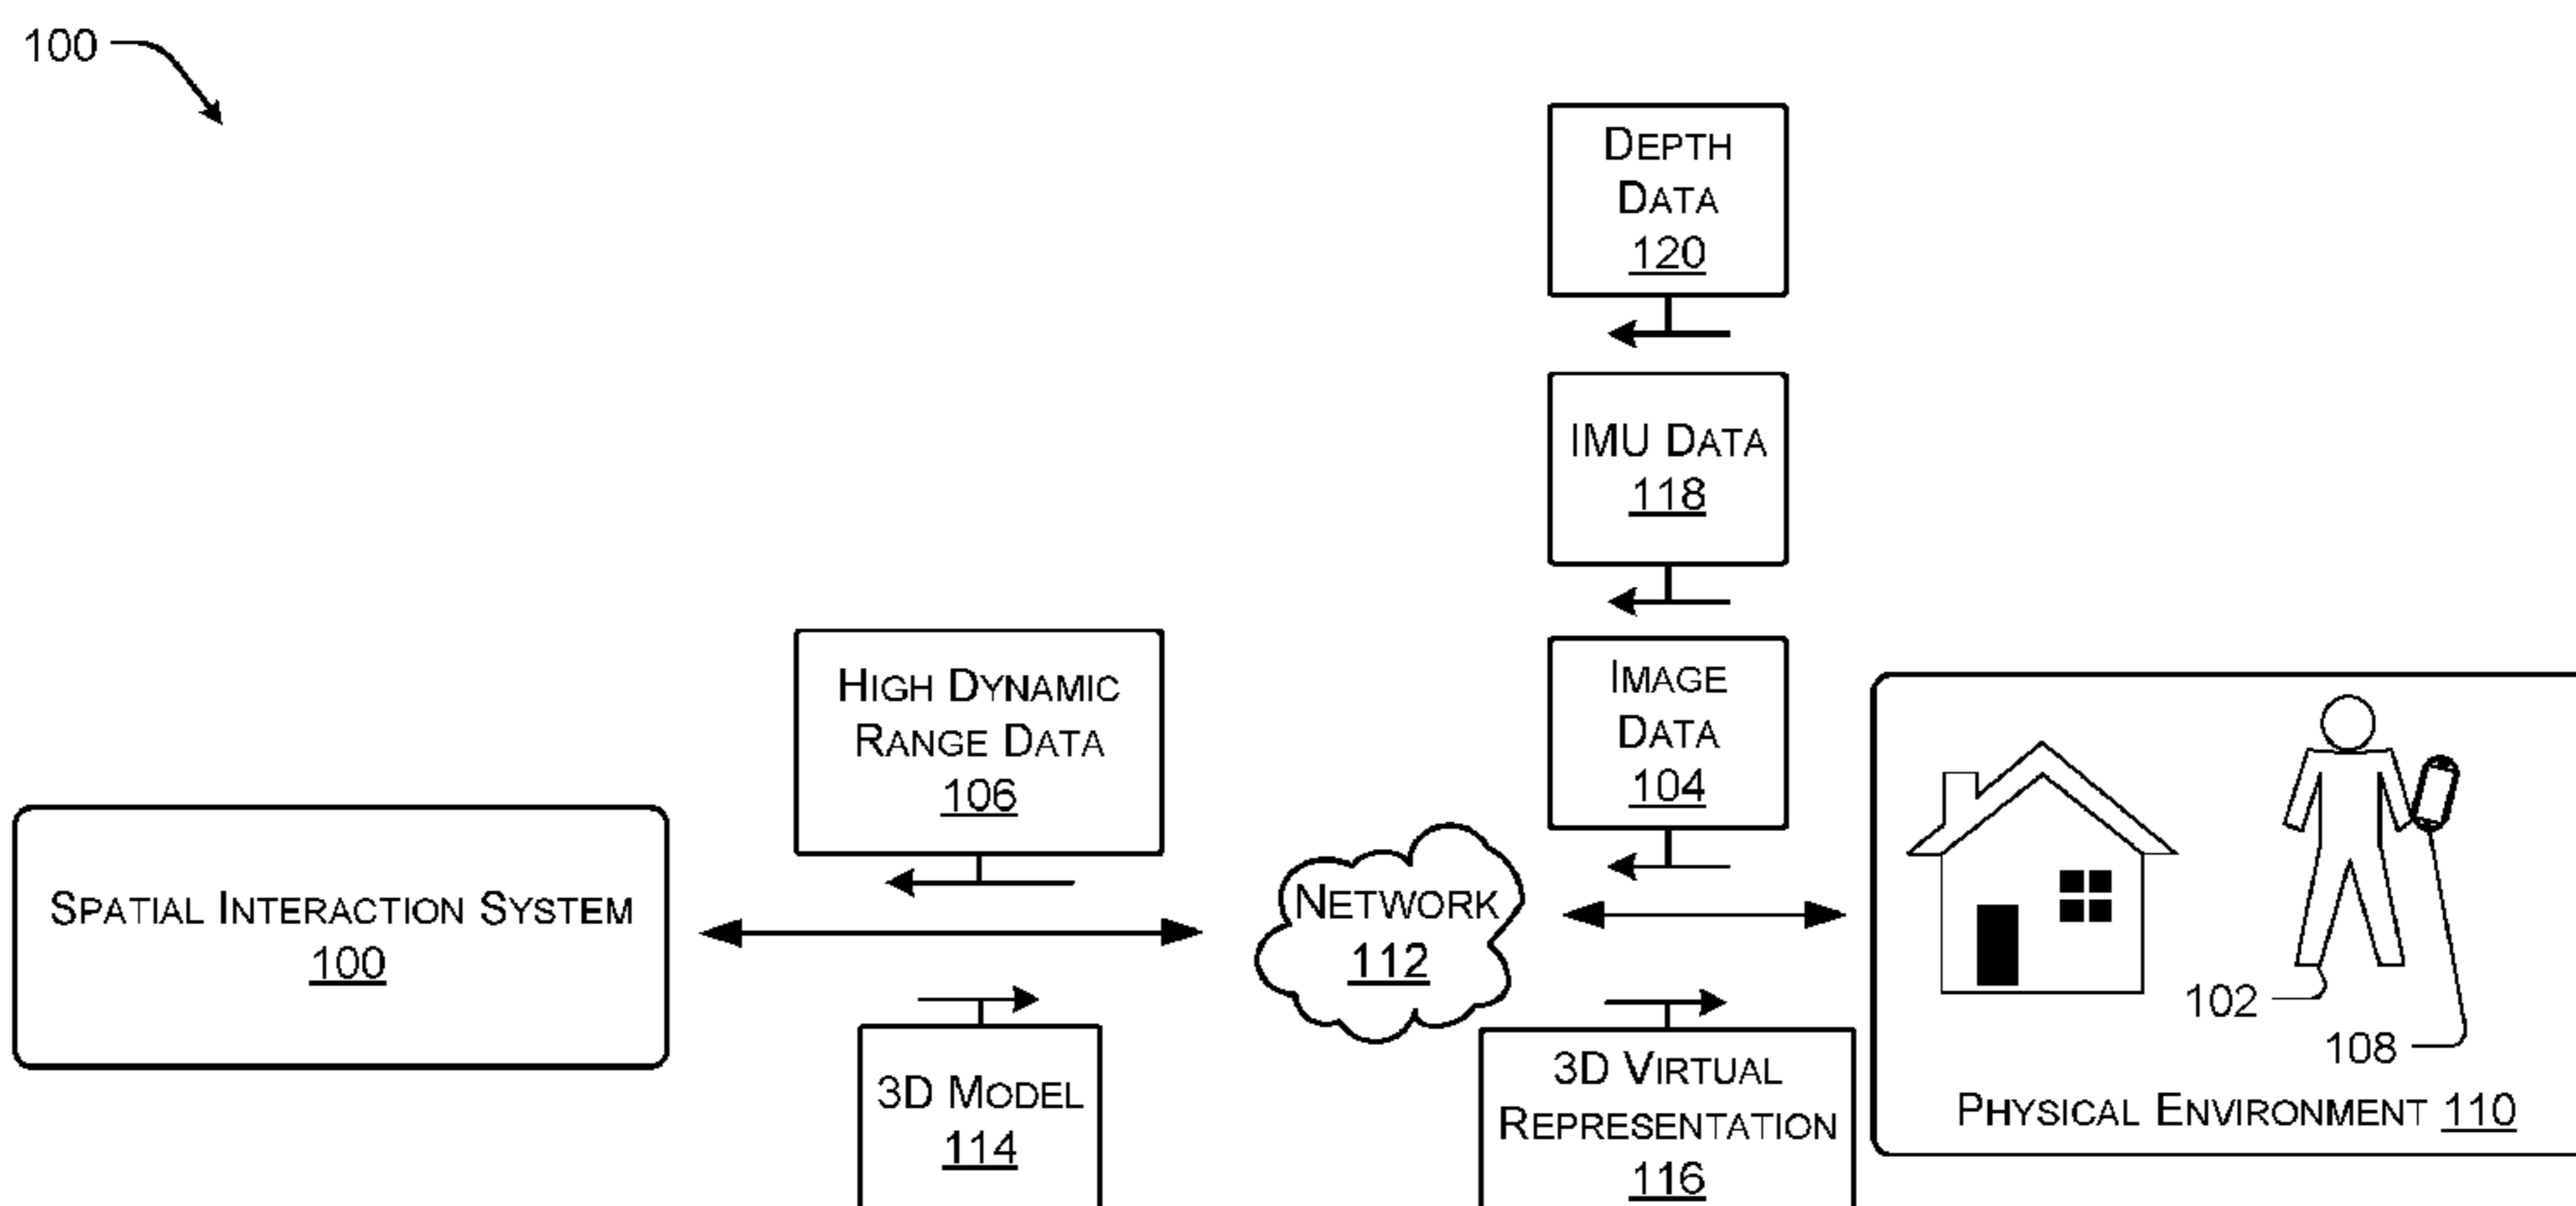 100
DEPTH
DATA
120
IMU DATA
118
IMAGE
DATA
104
HIGH DYNAMIC
RANGE DATA
106
SPATIAL INTERACTION SYSTEM
100
NETWORK
112
3D MODEL
114
3D VIRTUAL
REPRESENTATION
116
102
108
PHYSICAL ENVIRONMENT 110